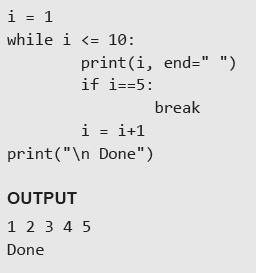 i = 1
while i <= 10:
        print(i, end=" ")
        if i==5:
                break
        i = i+1
print("\n Done")
OUTPUT
1 2 3 4 5
Done